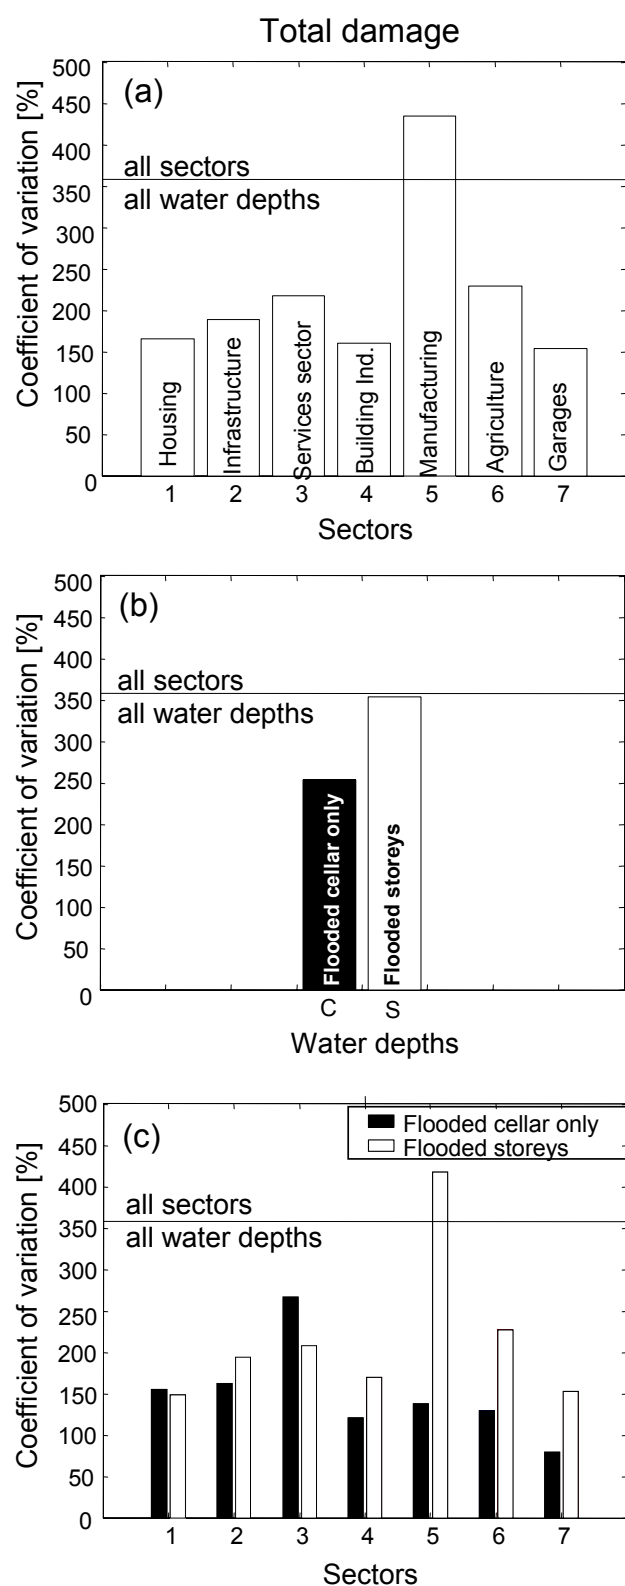 Total damage
Coefficient of variation [%]
500
450
400
350
300
250
200
150
100
50
0
(a)
all sectors
all water depths
Housing
Infrastructure
Services sector
Building Ind.
Manufacturing
Agriculture
Garages
1 2 3 4 5 6 7
Sectors
Coefficient of variation [%]
500
450
400
350
300
250
200
150
100
50
0
(b)
all sectors
all water depths
Flooded cellar only
Flooded storeys
C S
Water depths
Coefficient of variation [%]
500
450
400
350
300
250
200
150
100
50
0
(c)
Flooded cellar only
Flooded storeys
all sectors
all water depths
1 2 3 4 5 6 7
Sectors